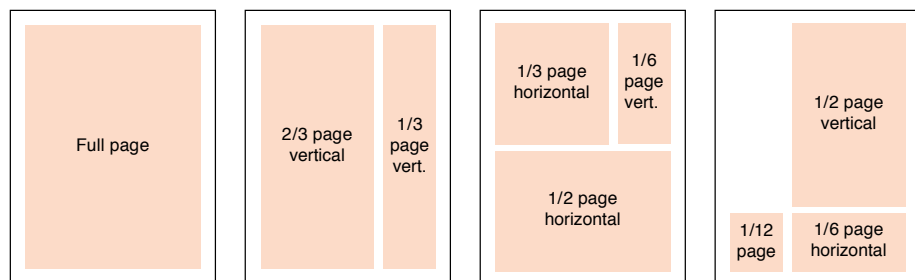 Full page
2/3 page
vertical
1/3
page
vert.
1/3 page
horizontal
1/6
page
vert.
1/2 page
horizontal
1/2 page
vertical
1/12
page
1/6 page
horizontal